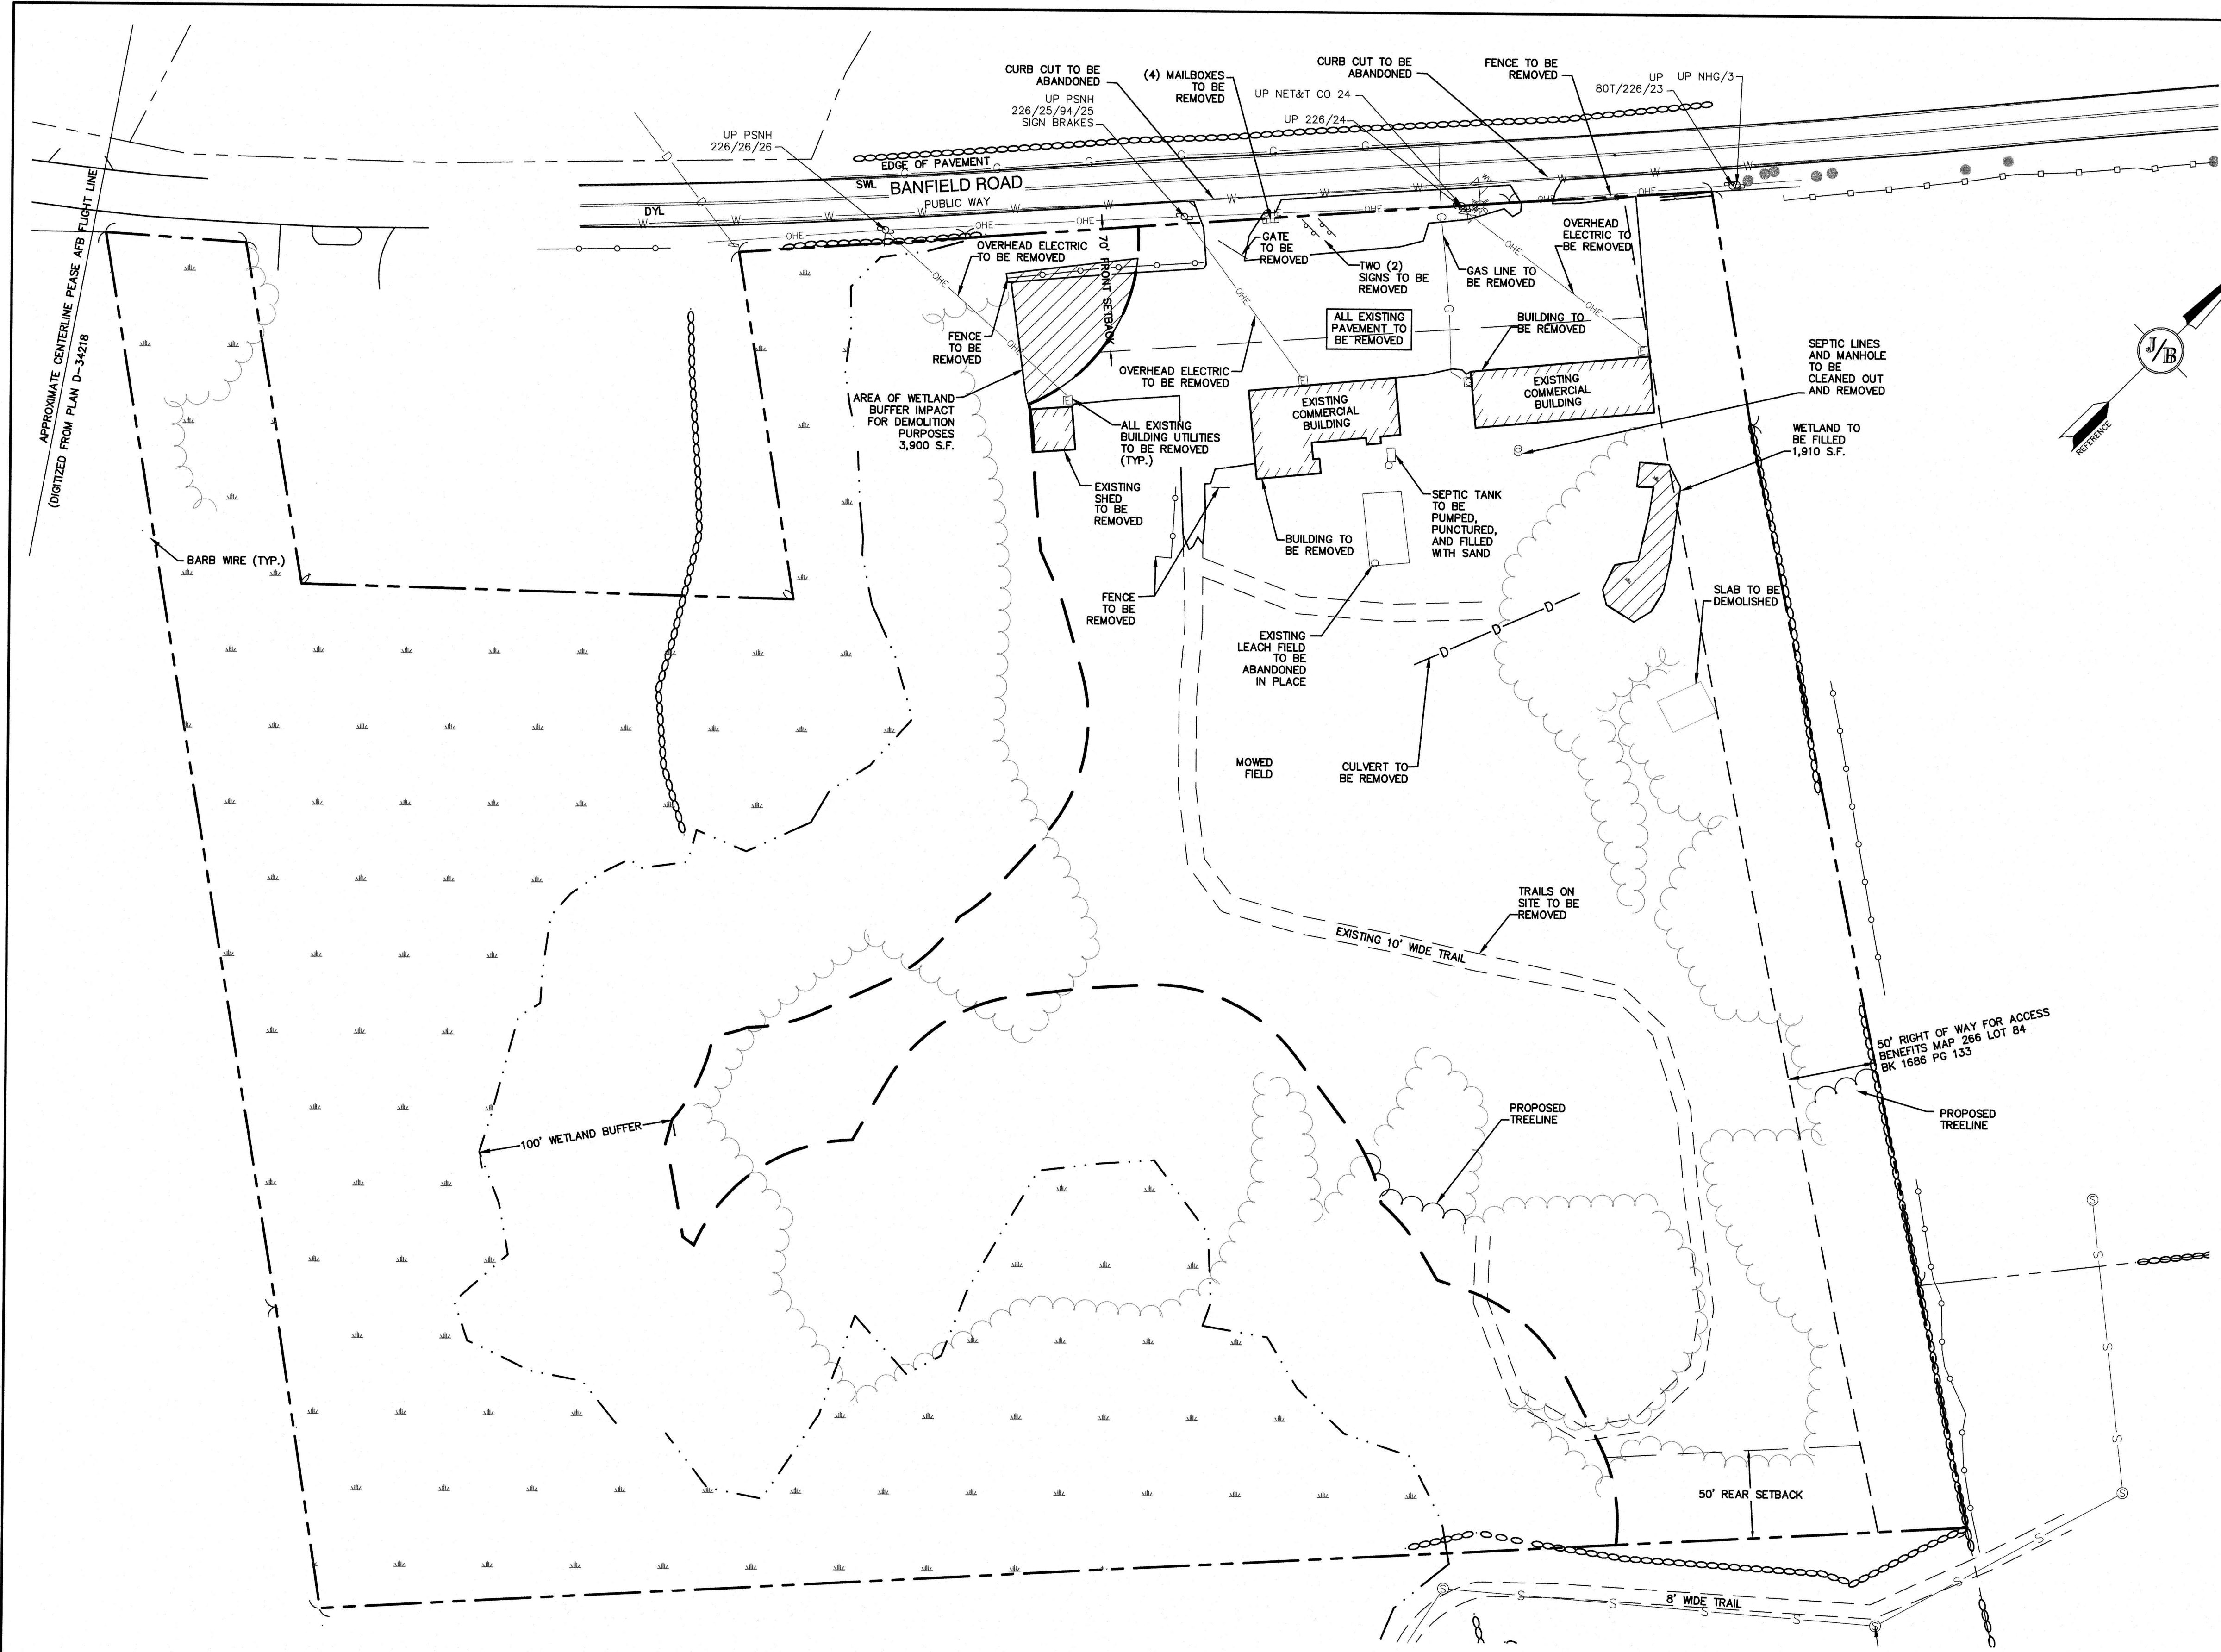 APPROXIMATE CENTERLINE PEASE AFB FLIGHT LINE
(DIGITIZED FROM PLAN D-34218
UP PSNH
226/26/26
CURB CUT TO BE
ABANDONED
UP PSNH
226/25/94/25
SIGN BRAKES
(4) MAILBOXES
TO BE
REMOVED
UP NET&T CO 24
UP 226/24
CURB CUT TO BE
ABANDONED
FENCE TO BE
REMOVED
UP
80T/226/23
UP NHG/3
EDGE OF PAVEMENT
SWL
BANFIELD ROAD
PUBLIC WAY
DYL
OVERHEAD ELECTRIC
TO BE REMOVED
70' FRONT SETBACK
GATE
TO BE
REMOVED
TWO (2)
SIGNS TO BE
REMOVED
GAS LINE TO
BE REMOVED
OVERHEAD
ELECTRIC TO
BE REMOVED
FENCE
TO BE
REMOVED
ALL EXISTING
PAVEMENT TO
BE REMOVED
BUILDING TO
BE REMOVED
OVERHEAD ELECTRIC
TO BE REMOVED
AREA OF WETLAND
BUFFER IMPACT
FOR DEMOLITION
PURPOSES
3,900 S.F.
EXISTING
COMMERCIAL
BUILDING
EXISTING
COMMERCIAL
BUILDING
SEPTIC LINES
AND MANHOLE
TO BE
CLEANED OUT
AND REMOVED
J/B
REFERENCE
ALL EXISTING
BUILDING UTILITIES
TO BE REMOVED
(TYP.)
WETLAND TO
BE FILLED
1,910 S.F.
EXISTING
SHED
TO BE
REMOVED
SEPTIC TANK
TO BE
PUMPED,
PUNCTURED,
AND FILLED
WITH SAND
BUILDING TO
BE REMOVED
BARB WIRE (TYP.)
FENCE
TO BE
REMOVED
SLAB TO BE
DEMOLISHED
EXISTING
LEACH FIELD
TO BE
ABANDONED
IN PLACE
MOWED
FIELD
CULVERT TO
BE REMOVED
TRAILS ON
SITE TO BE
REMOVED
EXISTING 10' WIDE TRAIL
50' RIGHT OF WAY FOR ACCESS
BENEFITS MAP 266 LOT 84
BK 1686 PG 133
PROPOSED
TREELINE
PROPOSED
TREELINE
100' WETLAND BUFFER
50' REAR SETBACK
8' WIDE TRAIL